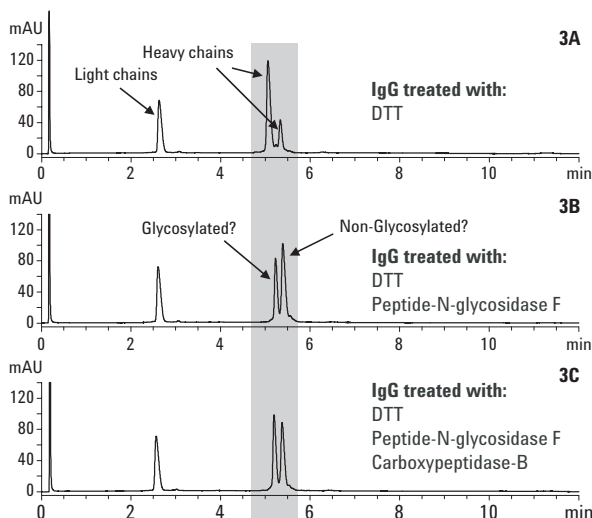 mAU
3A
120
80
40
0
Light chains
Heavy chains
IgG treated with:
DTT
0 2 4 6 8 10 min
mAU
3B
120
80
40
0
Glycosylated?
Non-Glycosylated?
IgG treated with:
DTT
Peptide-N-glycosidase F
0 2 4 6 8 10 min
mAU
3C
120
80
40
0
IgG treated with:
DTT
Peptide-N-glycosidase F
Carboxypeptidase-B
0 2 4 6 8 10 min